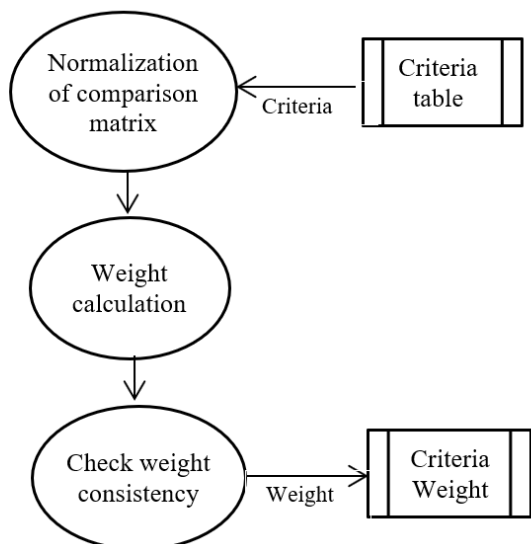 Normalization
of comparison
matrix
Criteria
Criteria
table
Weight
calculation
Check weight
consistency
Weight
Criteria
Weight